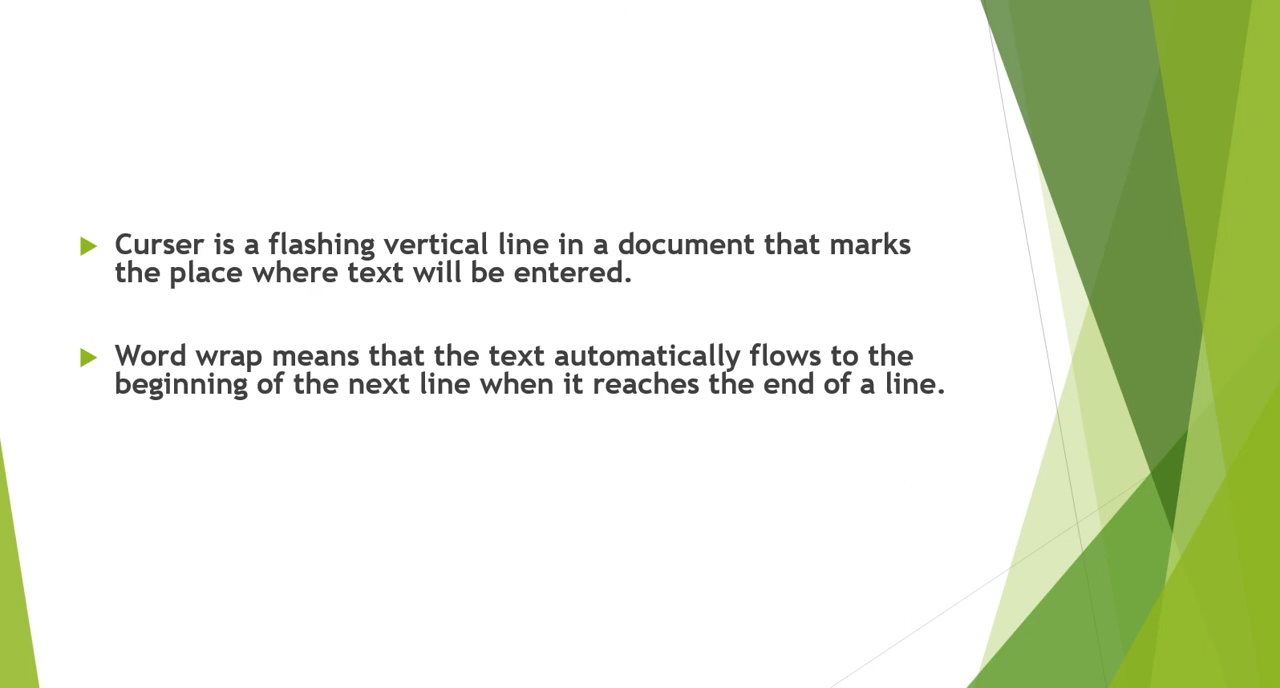 Curser is a flashing vertical line in a document that marks
the place where text will be entered.
Word wrap means that the text automatically flows to the
beginning of the next line when it reaches the end of a line.